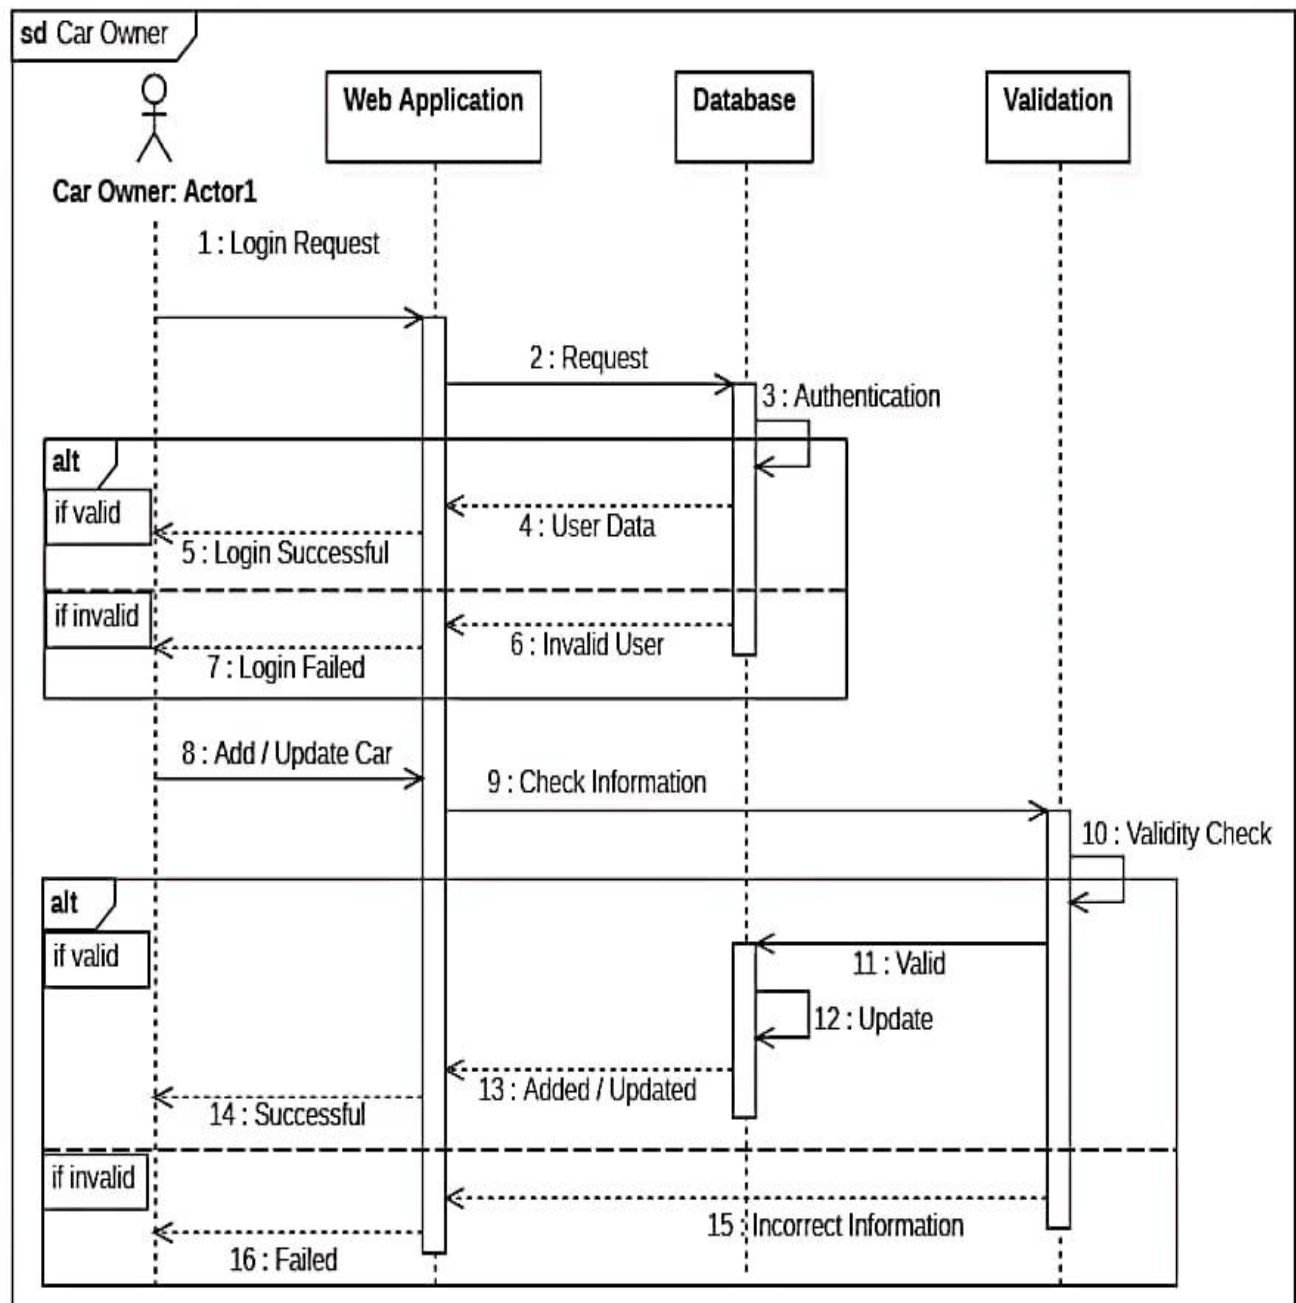 sd Car Owner
Web Application
Database
Validation
Car Owner: Actor1
1 : Login Request
2 : Request
3 : Authentication
alt
if valid
4 : User Data
5 : Login Successful
if invalid
6 : Invalid User
7 : Login Failed
8 : Add / Update Car
9 : Check Information
10 : Validity Check
alt
if valid
11 : Valid
12 : Update
13 : Added / Updated
14 : Successful
if invalid
15 : Incorrect Information
16 : Failed